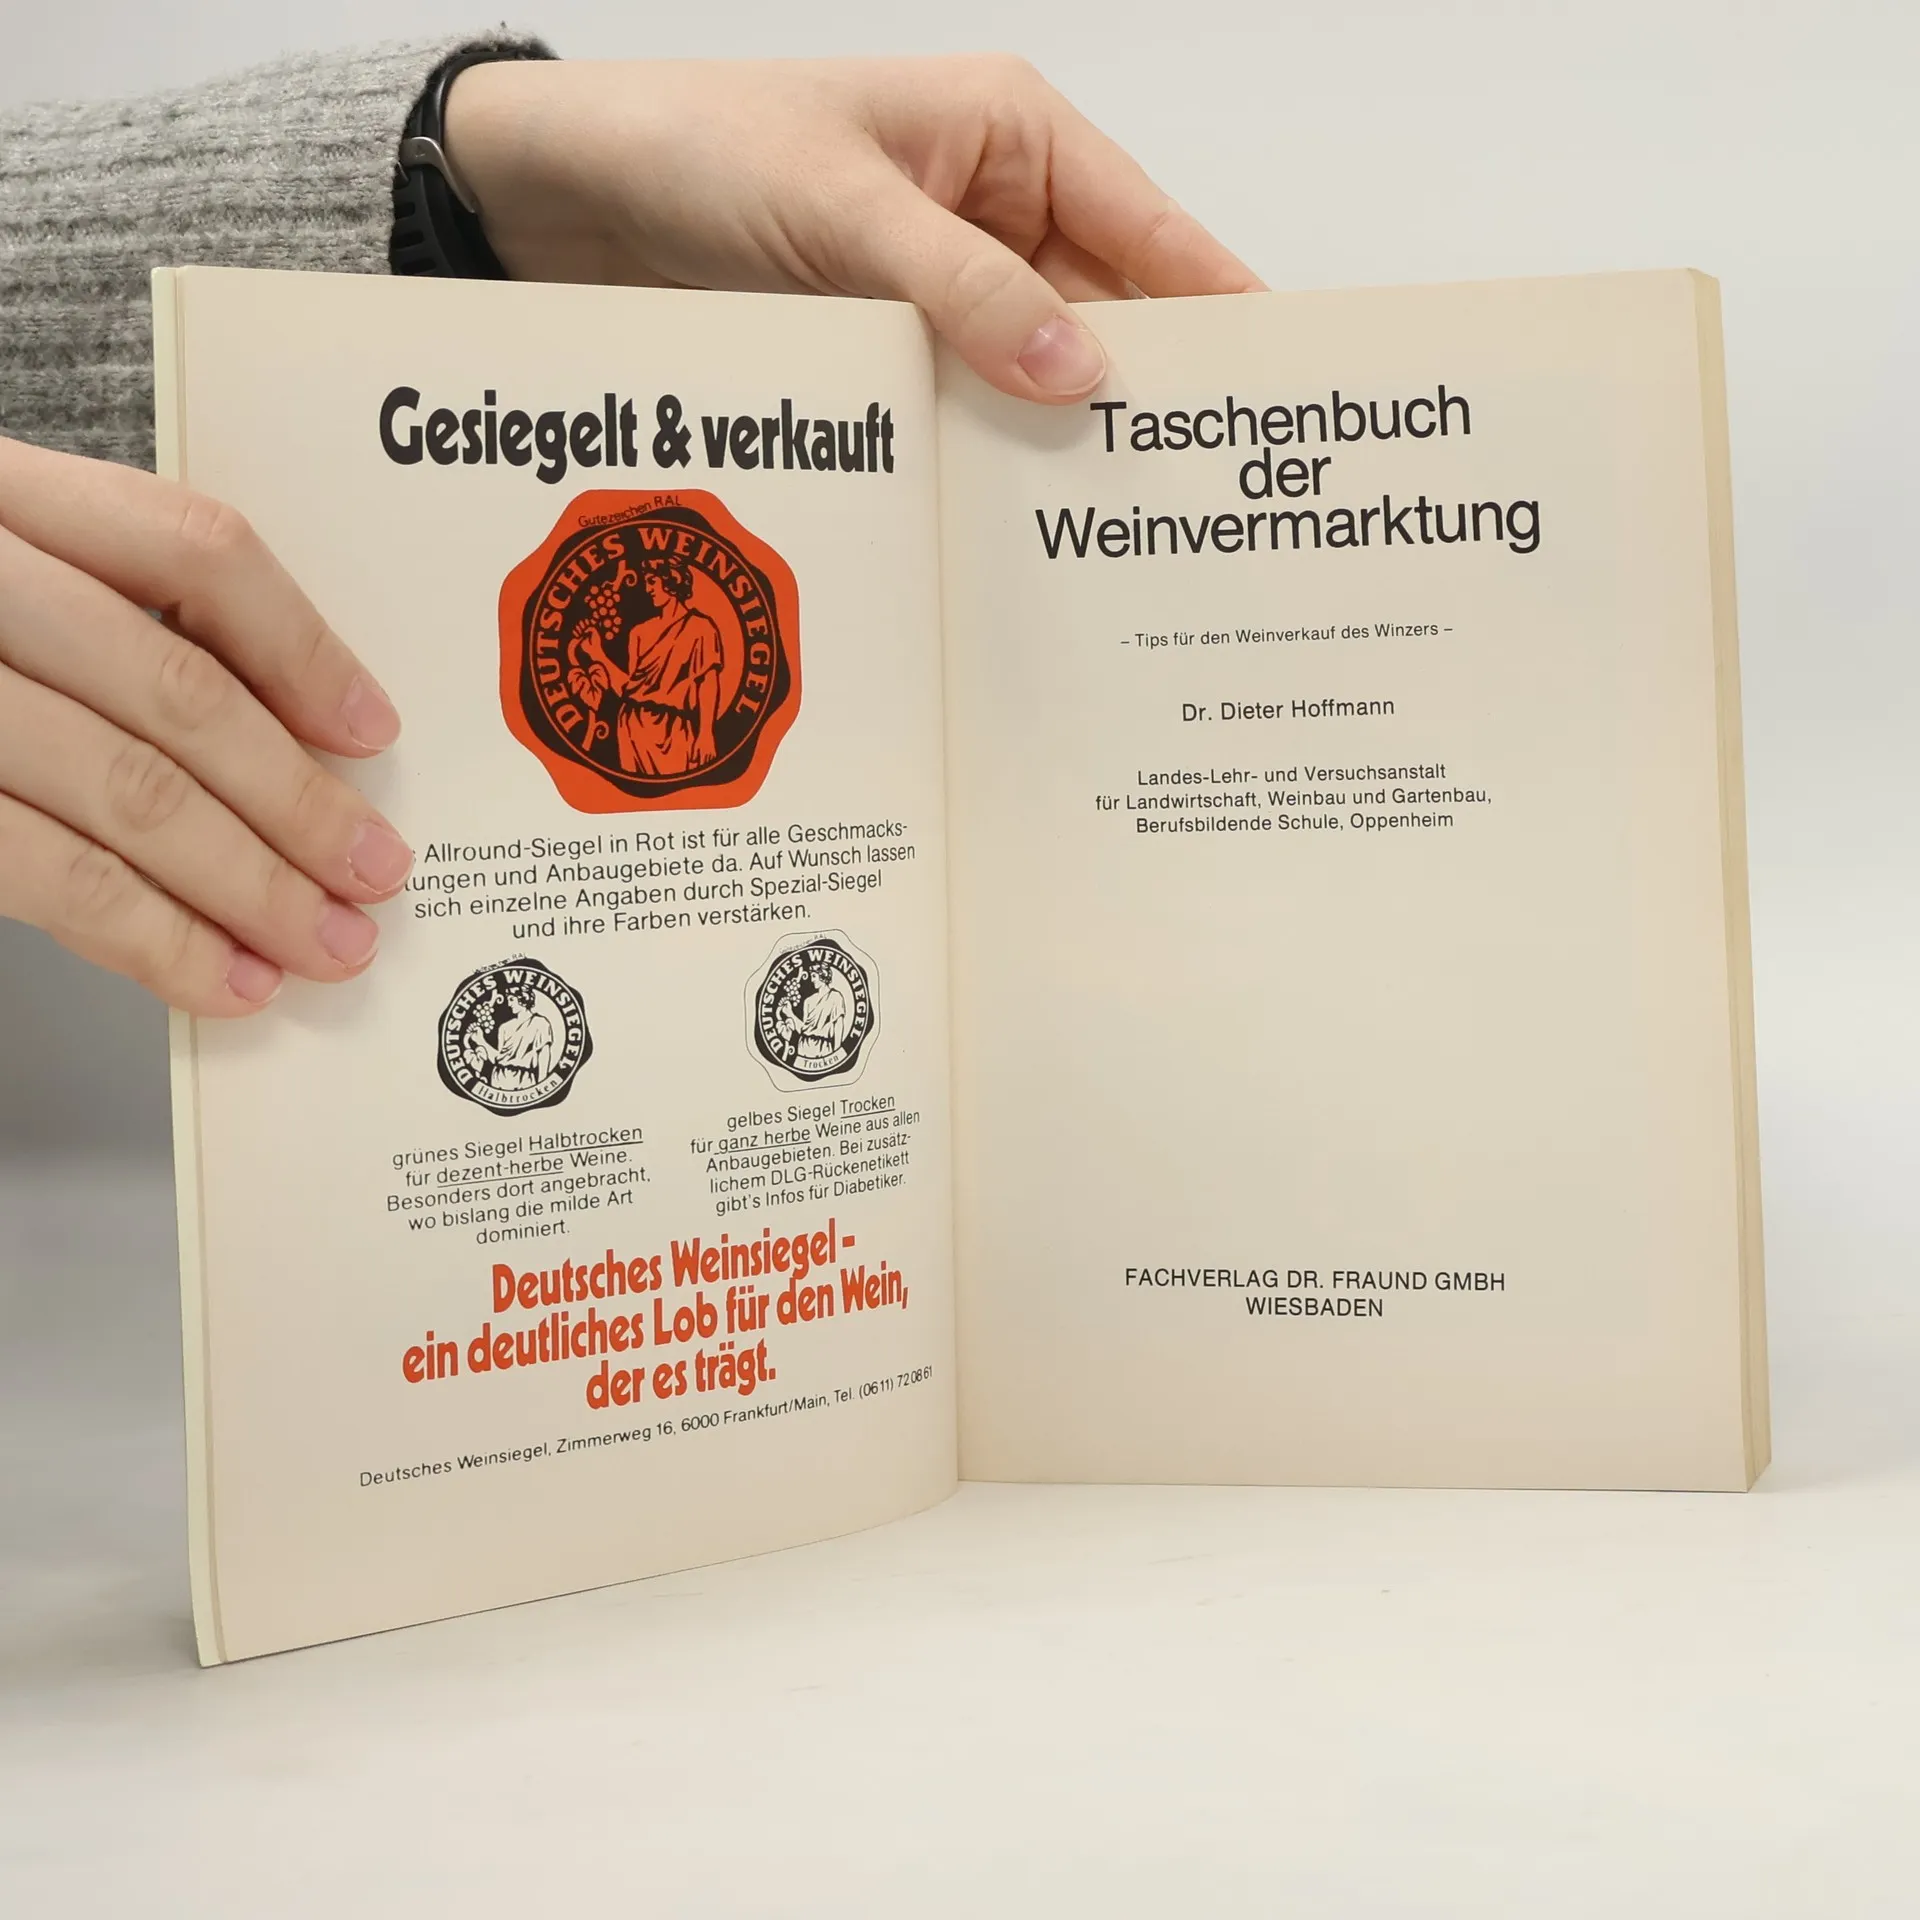 Gesiegelt & verkauft
Gütezeichen RAL
DEUTSCHES WEINSIEGEL
Allround-Siegel in Rot ist für alle Geschmacks-
und Anbaugebiete da. Auf Wunsch lassen
sich einzelne Angaben durch Spezial-Siegel
und ihre Farben verstärken.
DEUTSCHES WEINSIEGEL
Halbtrocken
grünes Siegel Halbtrocken
für dezent-herbe Weine.
Besonders dort angebracht,
wo bislang die milde Art
dominiert.
DEUTSCHES WEINSIEGEL
Trocken
gelbes Siegel Trocken
für ganz herbe Weine aus allen
Anbaugebieten. Bei zusätz-
lichem DLG-Rückenetikett
gibt's Infos für Diabetiker.
Deutsches Weinsiegel -
ein deutliches Lob für den Wein,
der es trägt.
Deutsches Weinsiegel, Zimmerweg 16, 6000 Frankfurt/Main, Tel. (0611) 720861
Taschenbuch
der
Weinvermarktung
– Tips für den Weinverkauf des Winzers –
Dr. Dieter Hoffmann
Landes-Lehr- und Versuchsanstalt
für Landwirtschaft, Weinbau und Gartenbau,
Berufsbildende Schule, Oppenheim
FACHVERLAG DR. FRAUND GMBH
WIESBADEN